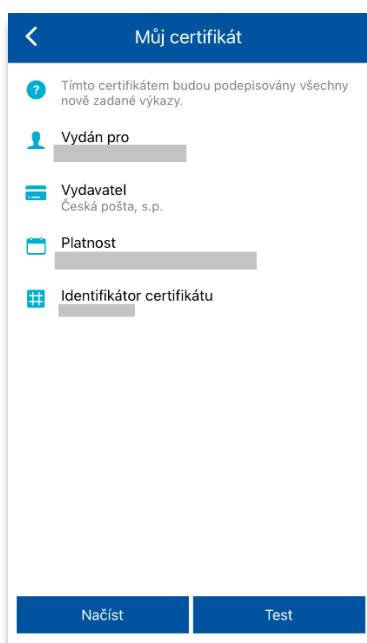 Můj certifikát
Tímto certifikátem budou podepisovány všechny
nově zadané výkazy.
Vydán pro
Vydavatel
Česká pošta, s.p.
Platnost
Identifikátor certifikátu
Načíst
Test